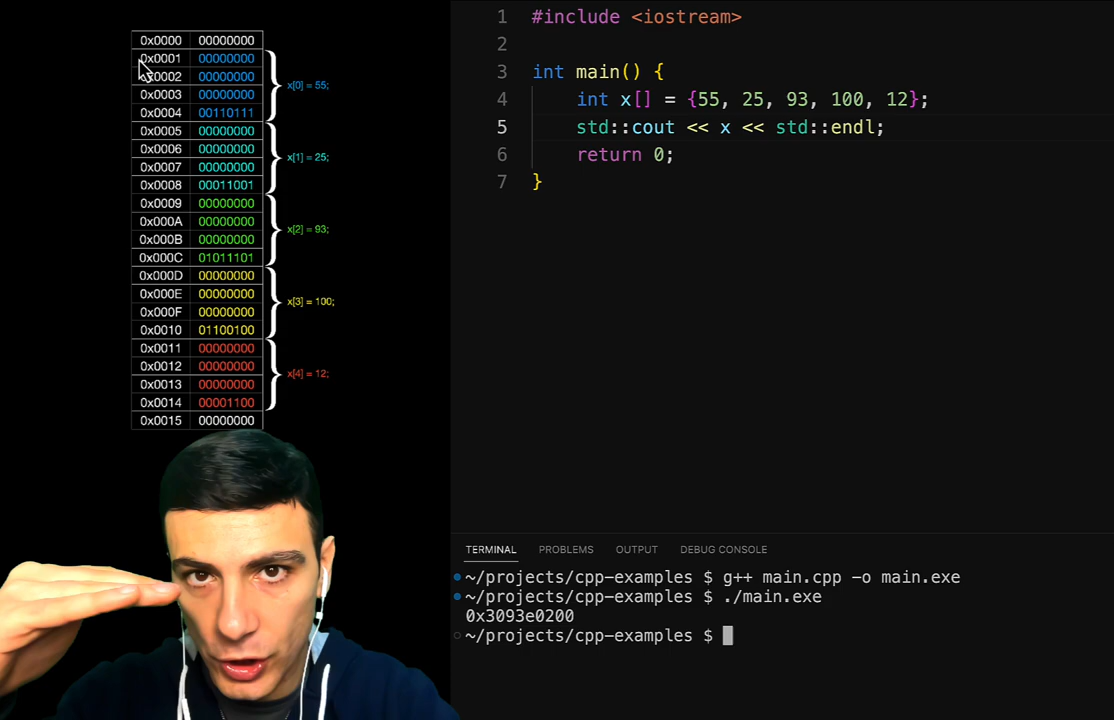 0x0000 00000000
0x0001 00000000
0x0002 00000000
0x0003 00000000
0x0004 00110111
x[0] = 55;
0x0005 00000000
0x0006 00000000
0x0007 00000000
0x0008 00011001
x[1] = 25;
0x0009 00000000
0x000A 00000000
0x000B 00000000
0x000C 01011101
x[2] = 93;
0x000D 00000000
0x000E 00000000
0x000F 00000000
0x0010 01100100
x[3] = 100;
0x0011 00000000
0x0012 00000000
0x0013 00000000
0x0014 00001100
x[4] = 12;
0x0015 00000000
1 #include <iostream>
2
3 int main() {
4 int x[] = {55, 25, 93, 100, 12};
5 std::cout << x << std::endl;
6 return 0;
7 }
TERMINAL PROBLEMS OUTPUT DEBUG CONSOLE
~/projects/cpp-examples $ g++ main.cpp -o main.exe
~/projects/cpp-examples $ ./main.exe
0x3093e0200
~/projects/cpp-examples $